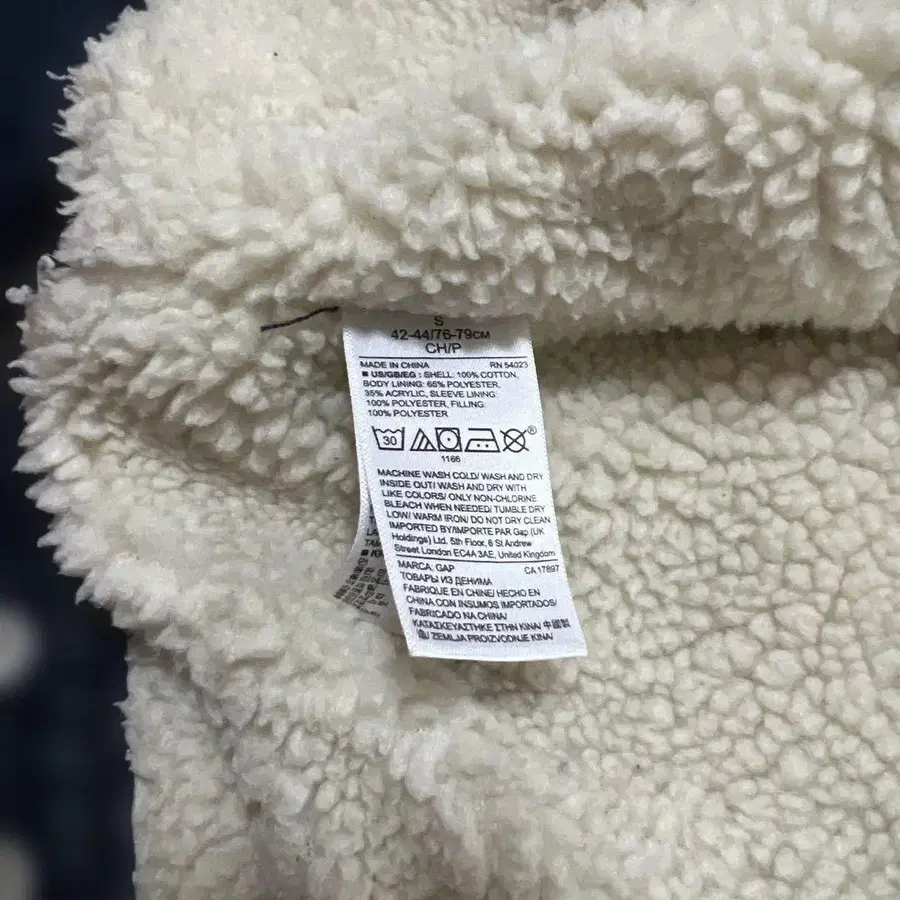 S
42-44/76-79CM
CH/P
MADE IN CHINA RN 54023
■ US/GB/EG : SHELL: 100% COTTON,
BODY LINING: 65% POLYESTER,
35% ACRYLIC, SLEEVE LINING:
100% POLYESTER, FILLING:
100% POLYESTER
30 ®
1166
MACHINE WASH COLD/ WASH AND DRY
INSIDE OUT/ WASH AND DRY WITH
LIKE COLORS/ ONLY NON-CHLORINE
BLEACH WHEN NEEDED/ TUMBLE DRY
LOW/ WARM IRON/ DO NOT DRY CLEAN
IMPORTED BY/IMPORTE PAR Gap (UK
Holdings) Ltd. 5th Floor, 6 St Andrew
Street London EC4A 3AE, United Kingdom
MARCA: GAP CA 17897
ТОВАРЫ ИЗ ДЕНИМА
FABRIQUE EN CHINE/ HECHO EN
CHINA CON INSUMOS IMPORTADOS/
FABRICADO NA CHINA/
ΚΑΤΑΣΚΕΥΑΣΤΗΚΕ ΣΤΗΝ ΚΙΝΑ/ 中國製
造/ ZEMLJA PROIZVODNJE KINA/